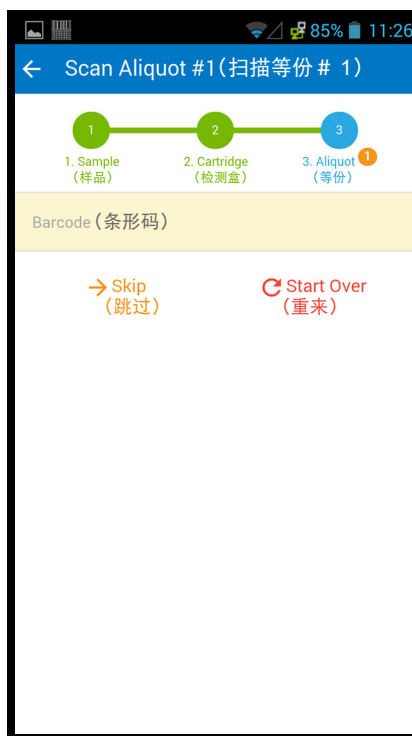 85% 11:26
Scan Aliquot #1(扫描等份# 1)
1 2 3
1. Sample 2. Cartridge 3. Aliquot 1
(样品) (检测盒) (等份)
Barcode (条形码)
Skip Start Over
(跳过) (重来)